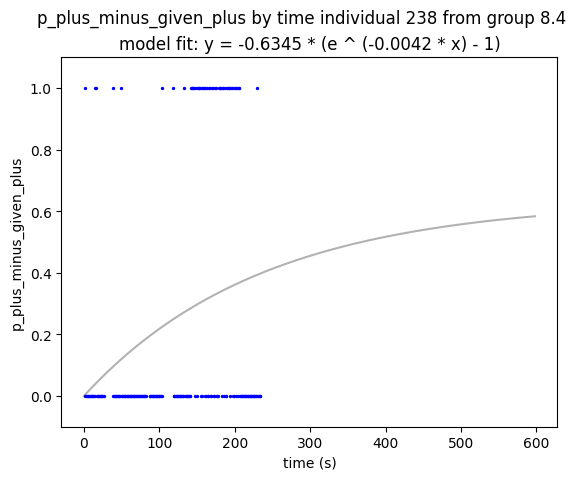 p_plus_minus_given_plus by time individual 238 from group 8.4
model fit: y = -0.6345 * (e ^ (-0.0042 * x) - 1)
1.0
0.8
0.6
0.4
0.2
0.0
p_plus_minus_given_plus
0 100 200 300 400 500 600
time (s)